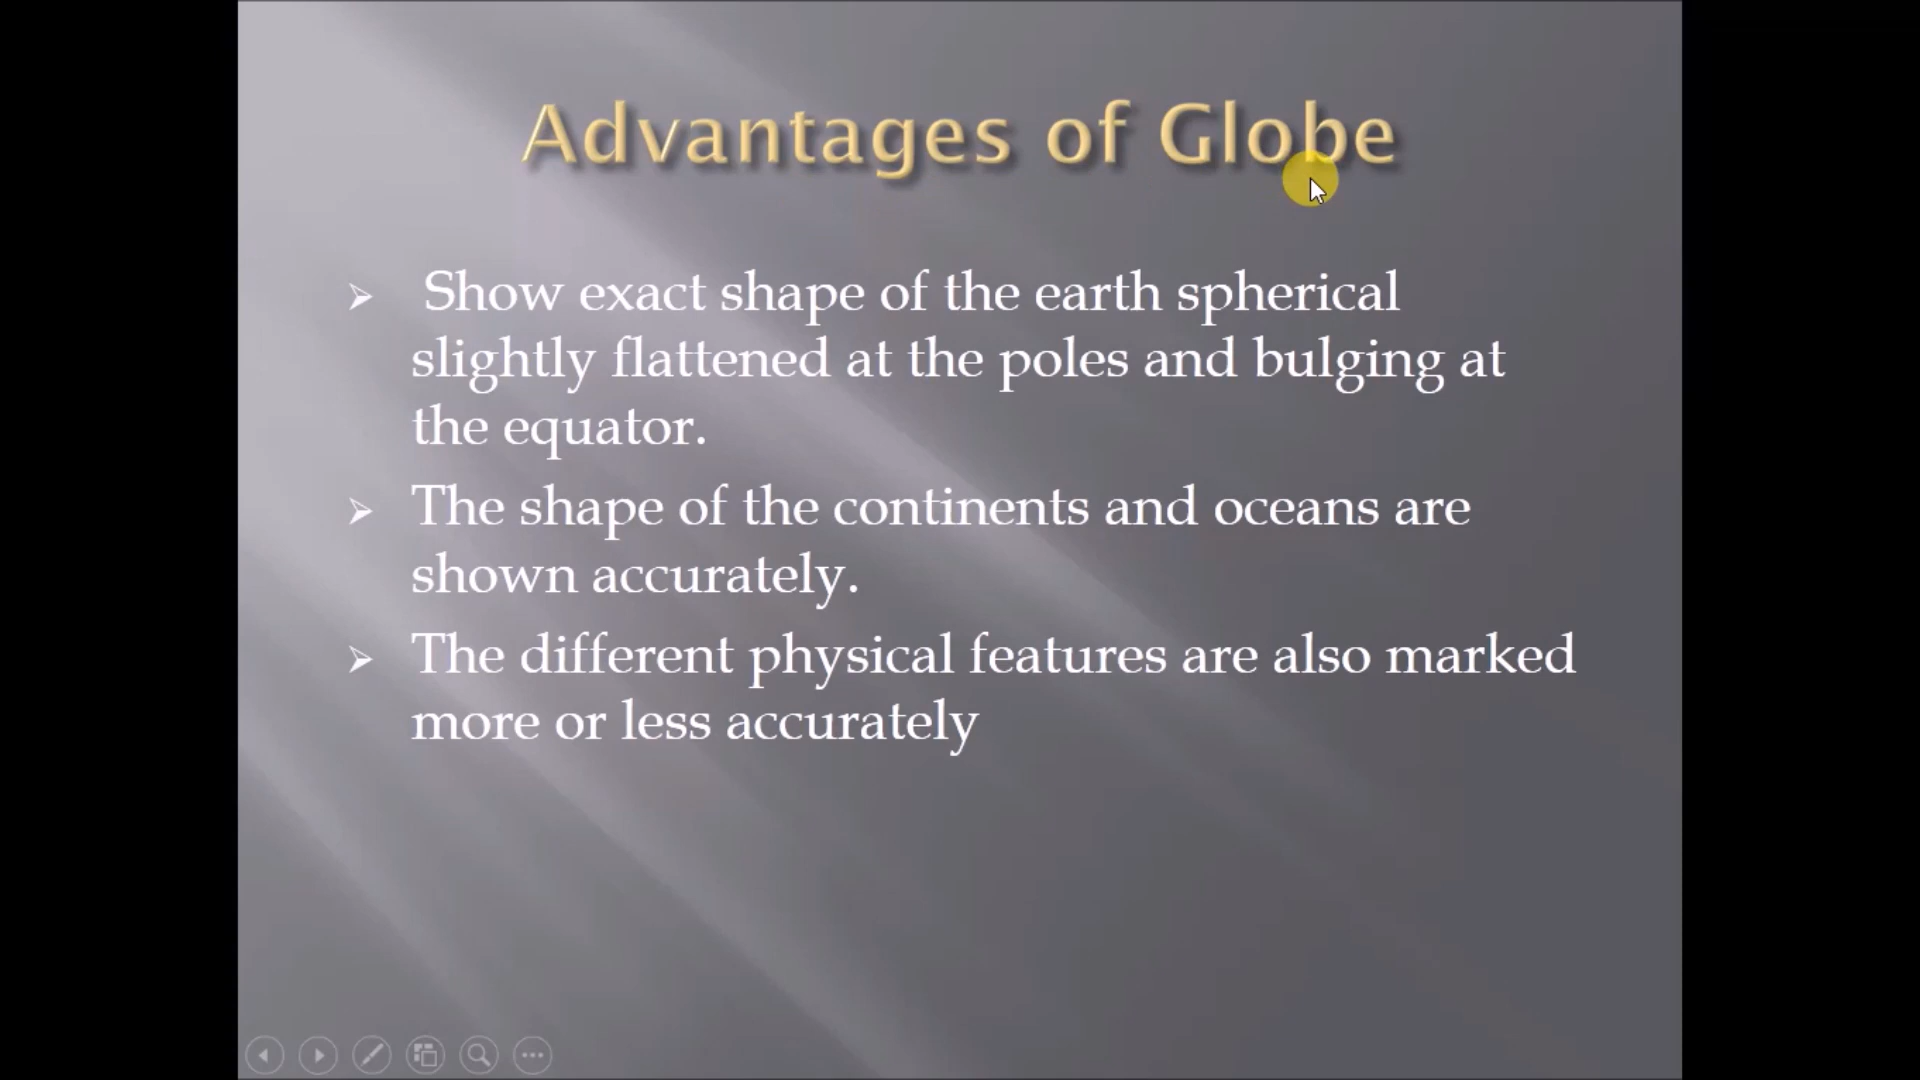 Advantages of Globe
➢ Show exact shape of the earth spherical
slightly flattened at the poles and bulging at
the equator.
➢ The shape of the continents and oceans are
shown accurately.
➢ The different physical features are also marked
more or less accurately